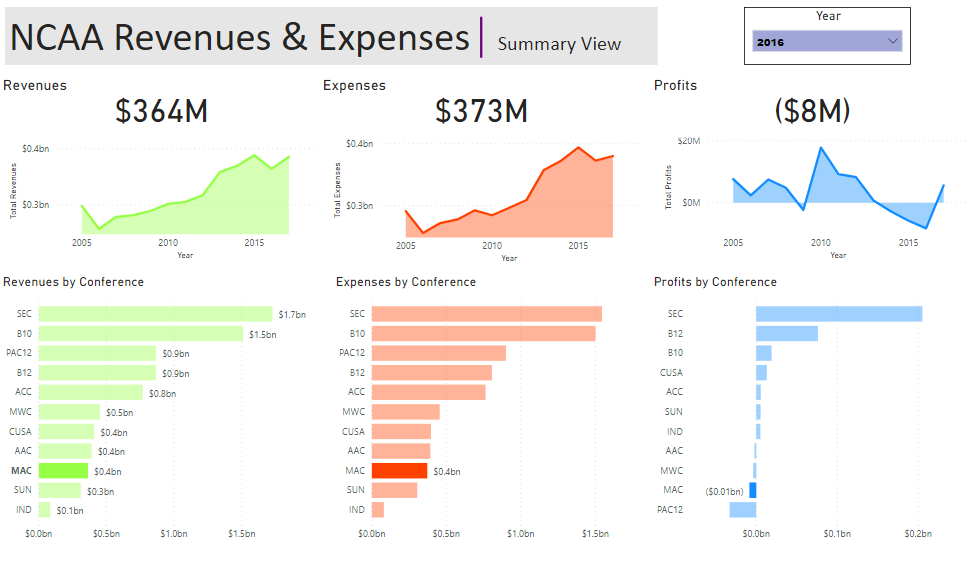 NCAA Revenues & Expenses | Summary View
Year
2016
Revenues
$364M
Expenses
$373M
Profits
($8M)
Total Revenues
$0.4bn
$0.3bn
2005 2010 2015
Year
Total Expenses
$0.4bn
$0.3bn
2005 2010 2015
Year
Total Profits
$20M
$0M
2005 2010 2015
Year
Revenues by Conference
SEC $1.7bn
B10 $1.5bn
PAC12 $0.9bn
B12 $0.9bn
ACC $0.8bn
MWC $0.5bn
CUSA $0.4bn
AAC $0.4bn
MAC $0.4bn
SUN $0.3bn
IND $0.1bn
$0.0bn $0.5bn $1.0bn $1.5bn
Expenses by Conference
SEC
B10
PAC12
B12
ACC
MWC
CUSA
AAC
MAC $0.4bn
SUN
IND
$0.0bn $0.5bn $1.0bn $1.5bn
Profits by Conference
SEC
B12
B10
CUSA
ACC
SUN
IND
AAC
MWC
MAC ($0.01bn)
PAC12
$0.0bn $0.1bn $0.2bn